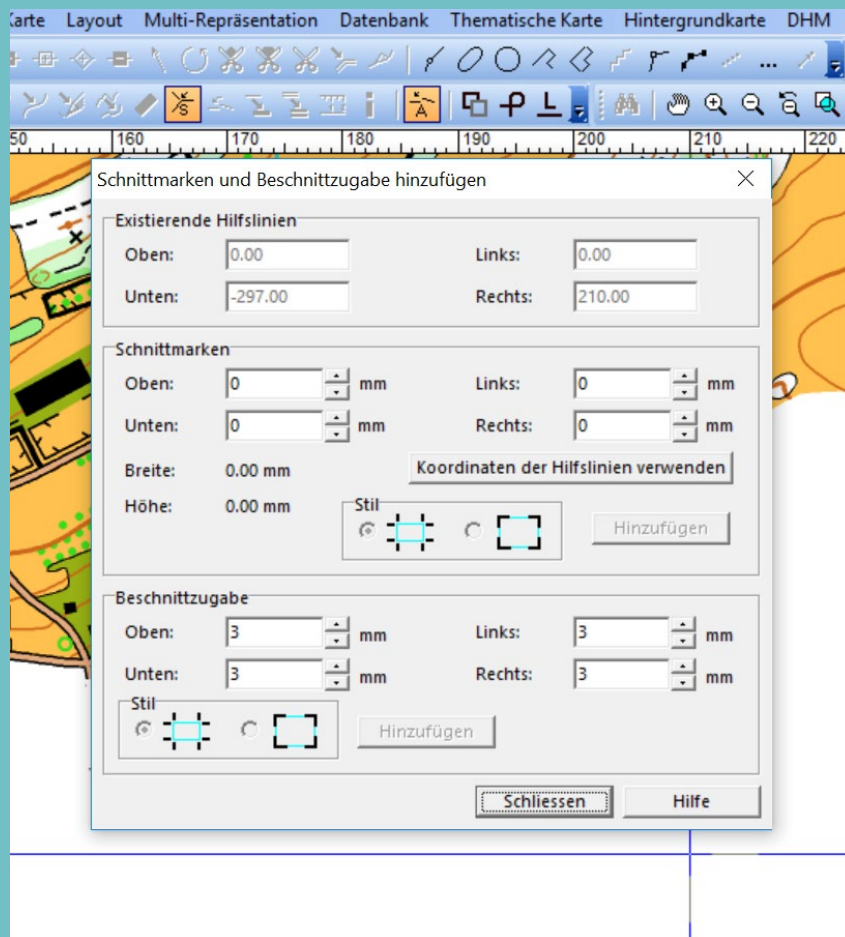 Karte Layout Multi-Repräsentation Datenbank Thematische Karte Hintergrundkarte DHM
50 160 170 180 190 200 210 220
Schnittmarken und Beschnittzugabe hinzufügen
Existierende Hilfslinien
Oben: 0.00 Links: 0.00
Unten: -297.00 Rechts: 210.00
Schnittmarken
Oben: 0 mm Links: 0 mm
Unten: 0 mm Rechts: 0 mm
Breite: 0.00 mm Koordinaten der Hilfslinien verwenden
Höhe: 0.00 mm Stil Hinzufügen
Beschnittzugabe
Oben: 3 mm Links: 3 mm
Unten: 3 mm Rechts: 3 mm
Stil Hinzufügen
Schliessen Hilfe